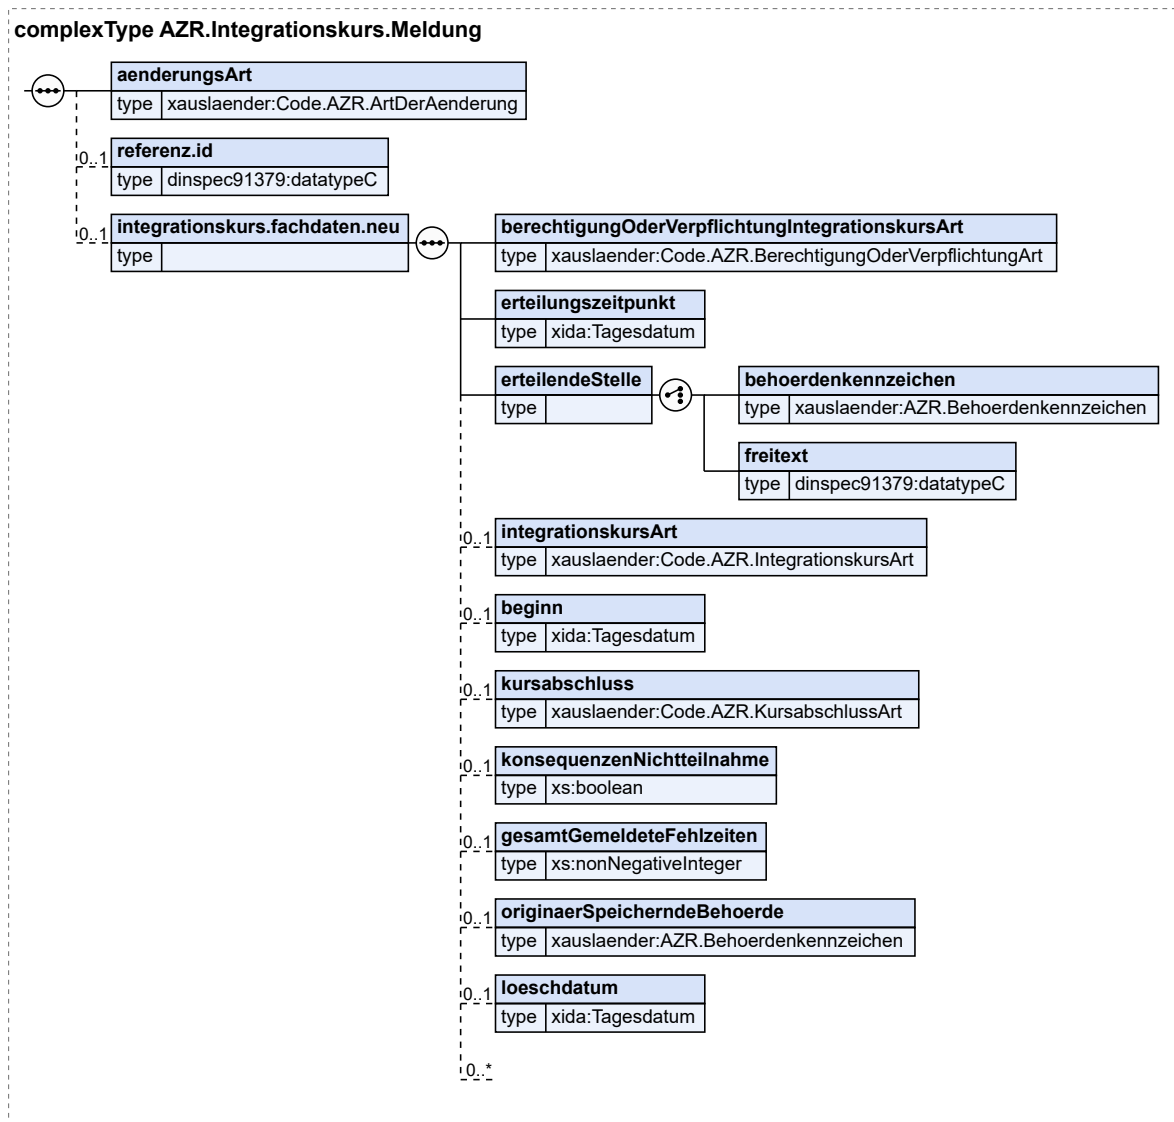 complexType AZR.Integrationskurs.Meldung
aenderungsArt
type xauslaender:Code.AZR.ArtDerAenderung
0..1 referenz.id
type dinspec91379:datatypeC
0..1 integrationskurs.fachdaten.neu
type
berechtigungOderVerpflichtungIntegrationskursArt
type xauslaender:Code.AZR.BerechtigungOderVerpflichtungArt
erteilungszeitpunkt
type xida:Tagesdatum
erteilendeStelle
type
behoerdenkennzeichen
type xauslaender:AZR.Behoerdenkennzeichen
freitext
type dinspec91379:datatypeC
0..1 integrationskursArt
type xauslaender:Code.AZR.IntegrationskursArt
0..1 beginn
type xida:Tagesdatum
0..1 kursabschluss
type xauslaender:Code.AZR.KursabschlussArt
0..1 konsequenzenNichtteilnahme
type xs:boolean
0..1 gesamtGemeldeteFehlzeiten
type xs:nonNegativeInteger
0..1 originaerSpeicherndeBehoerde
type xauslaender:AZR.Behoerdenkennzeichen
0..1 loeschdatum
type xida:Tagesdatum
0..*